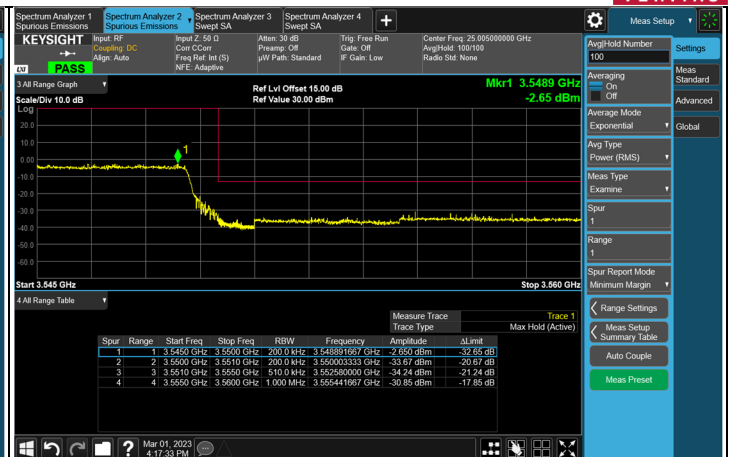 Spectrum Analyzer 1
Spurious Emissions
Spectrum Analyzer 2
Spurious Emissions
Spectrum Analyzer 3
Swept SA
Spectrum Analyzer 4
Swept SA
Meas Setup
KEYSIGHT
Input: RF
Coupling: DC
Align: Auto
Input Z: 50 Ω
Corr CCorr
Freq Ref: Int (S)
NFE: Adaptive
Atten: 30 dB
Preamp: Off
µW Path: Standard
Trig: Free Run
Gate: Off
IF Gain: Low
Center Freq: 25.005000000 GHz
Avg|Hold: 100/100
Radio Std: None
LXI PASS
3 All Range Graph
Scale/Div 10.0 dB
Ref Lvl Offset 15.00 dB
Ref Value 30.00 dBm
Mkr1 3.5489 GHz
-2.65 dBm
Log
20.0
10.0
0.00
-10.0
-20.0
-30.0
-40.0
-50.0
-60.0
1
Start 3.545 GHz
Stop 3.560 GHz
4 All Range Table
Measure Trace Trace 1
Trace Type Max Hold (Active)
Spur Range Start Freq Stop Freq RBW Frequency Amplitude ΔLimit
1 1 3.5450 GHz 3.5500 GHz 200.0 kHz 3.548891667 GHz -2.650 dBm -32.65 dB
2 2 3.5500 GHz 3.5510 GHz 200.0 kHz 3.550003333 GHz -33.67 dBm -20.67 dB
3 3 3.5510 GHz 3.5550 GHz 510.0 kHz 3.552580000 GHz -34.24 dBm -21.24 dB
4 4 3.5550 GHz 3.5600 GHz 1.000 MHz 3.555441667 GHz -30.85 dBm -17.85 dB
Mar 01, 2023
4:17:33 PM
Avg|Hold Number
100
Averaging
On
Off
Average Mode
Exponential
Avg Type
Power (RMS)
Meas Type
Examine
Spur
1
Range
1
Spur Report Mode
Minimum Margin
Range Settings
Meas Setup
Summary Table
Auto Couple
Meas Preset
Settings
Meas
Standard
Advanced
Global